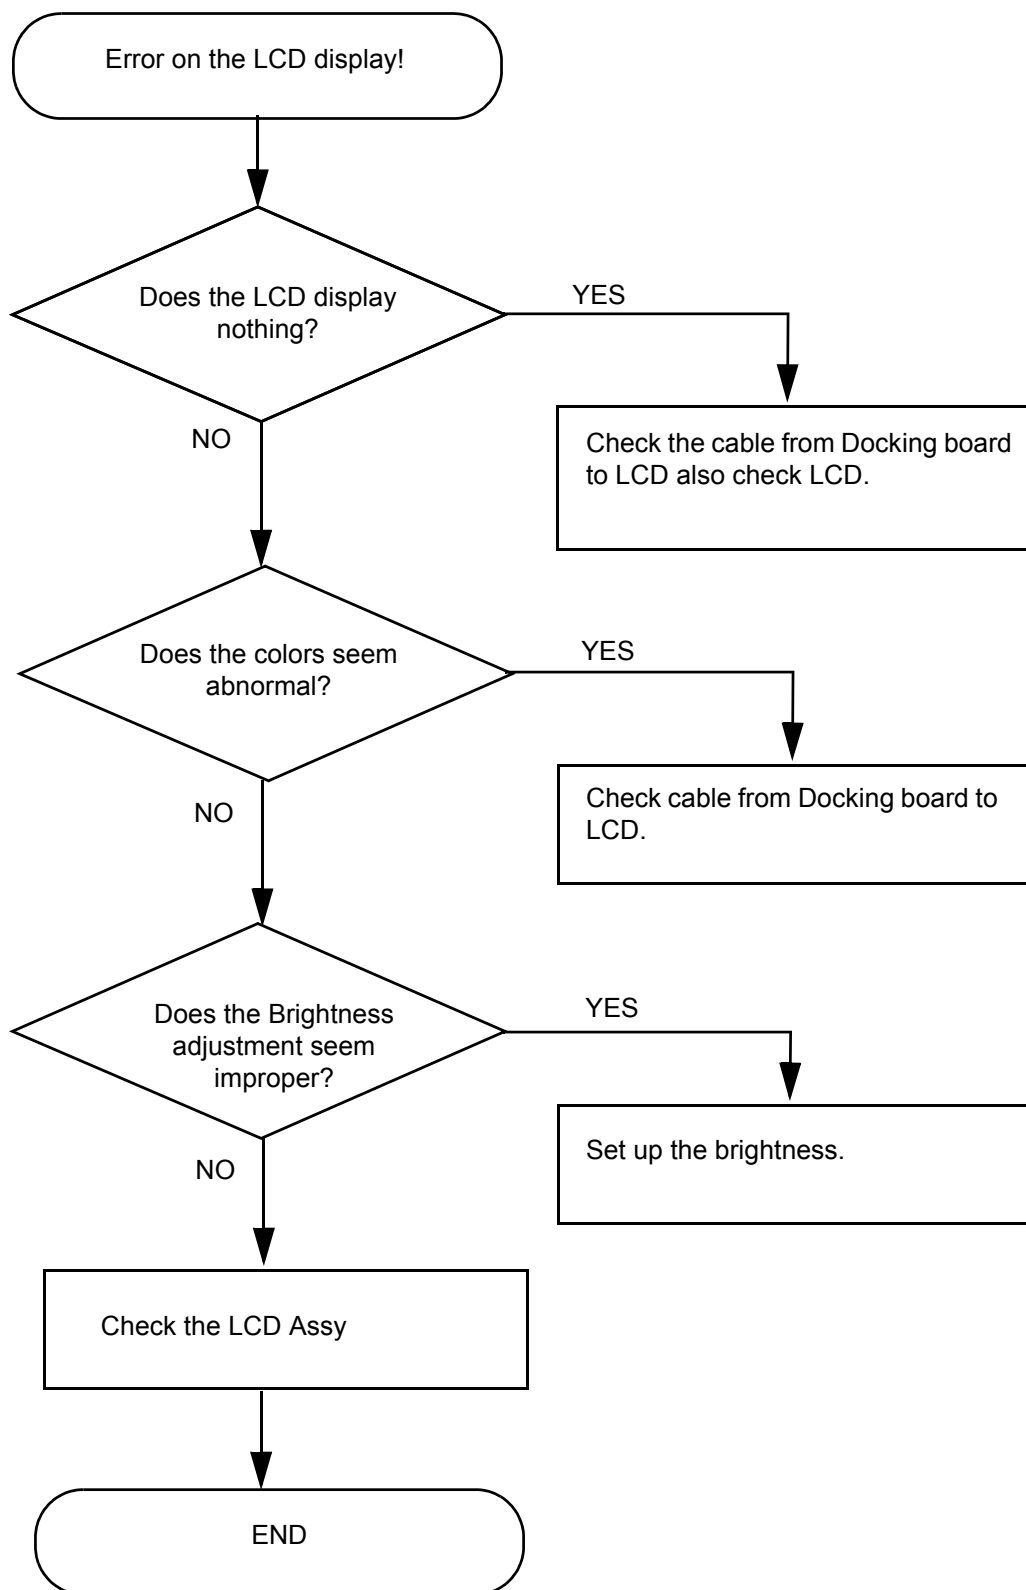 Error on the LCD display!
Does the LCD display
nothing?
YES
Check the cable from Docking board
to LCD also check LCD.
NO
Does the colors seem
abnormal?
YES
Check cable from Docking board to
LCD.
NO
Does the Brightness
adjustment seem
improper?
YES
Set up the brightness.
NO
Check the LCD Assy
END